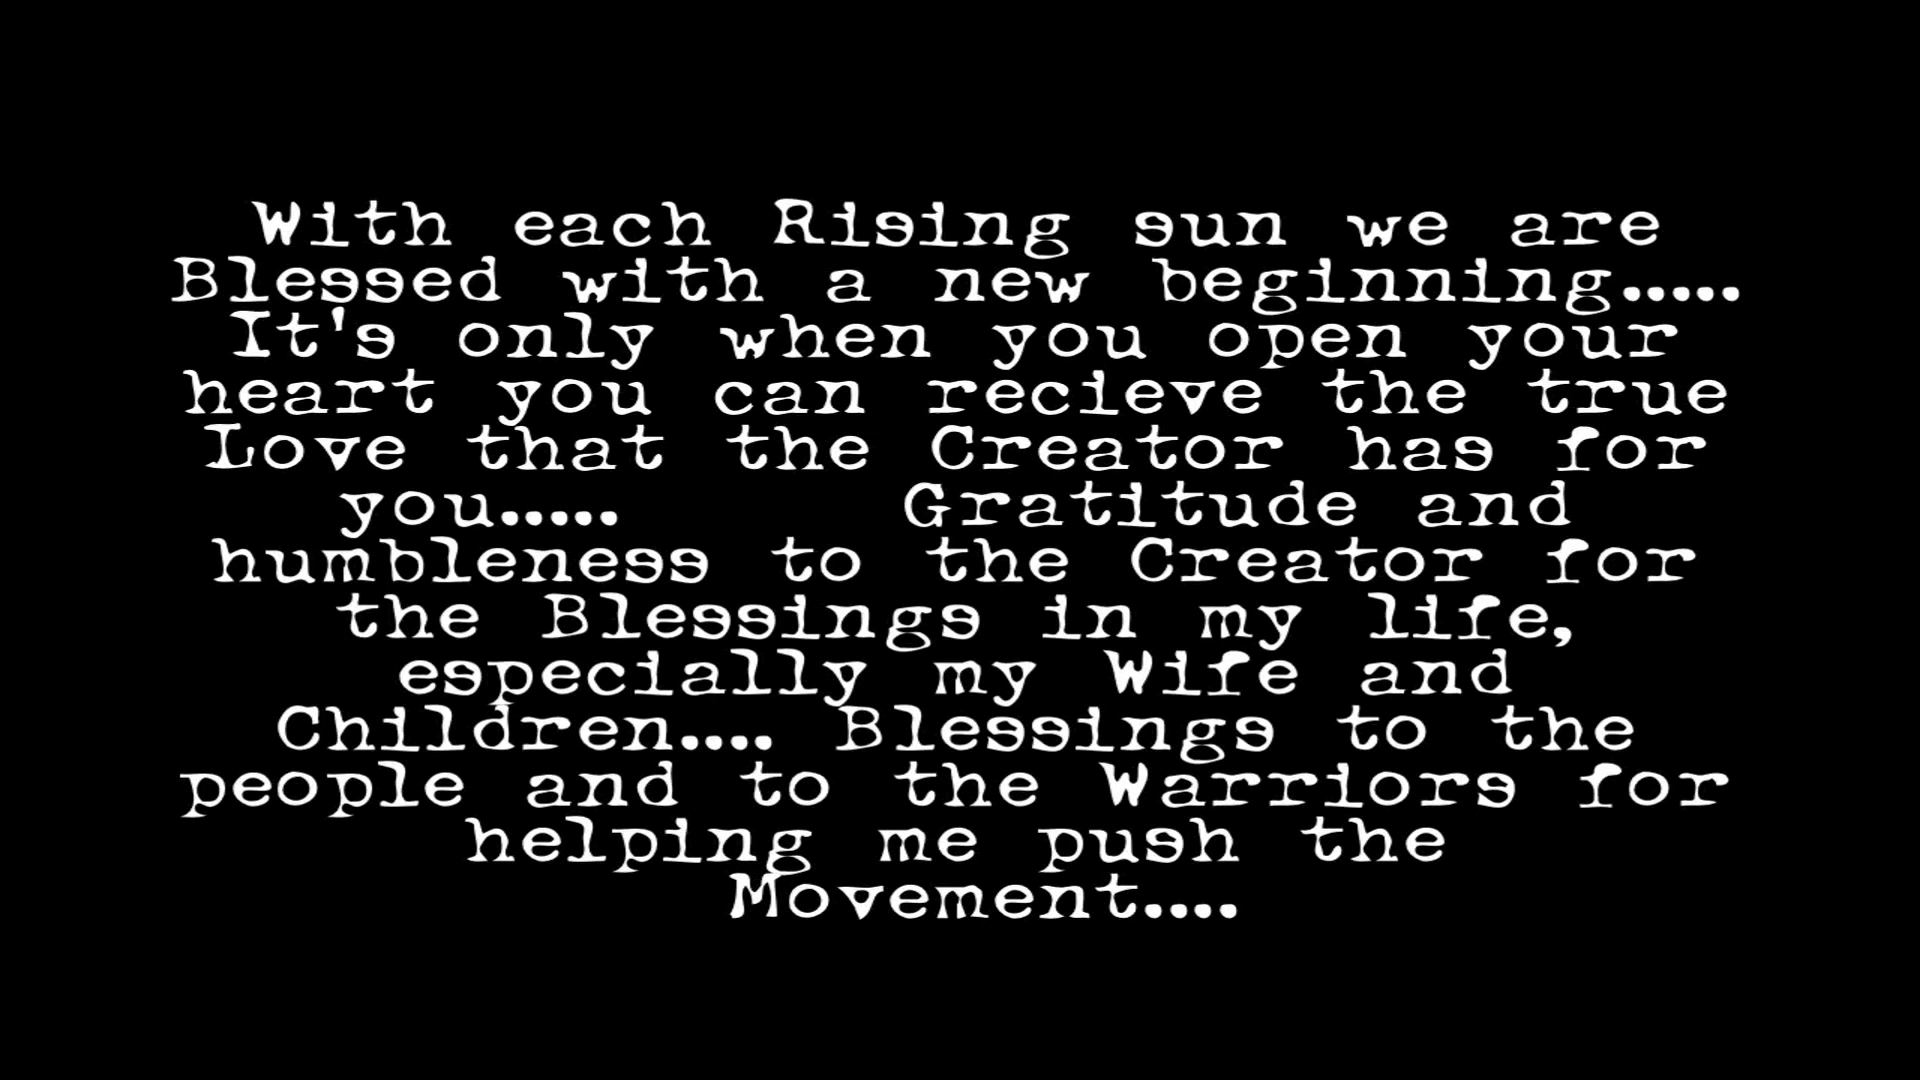 With each Rising sun we are
Blessed with a new beginning.....
It's only when you open your
heart you can recieve the true
Love that the Creator has for
you..... Gratitude and
humbleness to the Creator for
the Blessings in my life,
especially my Wife and
Children.... Blessings to the
people and to the Warriors for
helping me push the
Movement....